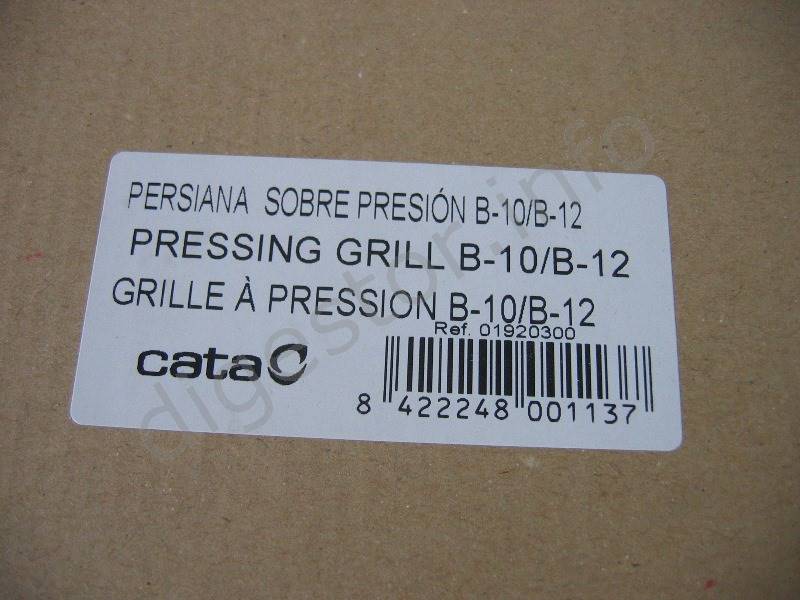 PERSIANA SOBRE PRESIÓN B-10/B-12
PRESSING GRILL B-10/B-12
GRILLE À PRESSION B-10/B-12
Ref. 01920300
cata
8 422248 001137
digestor.info